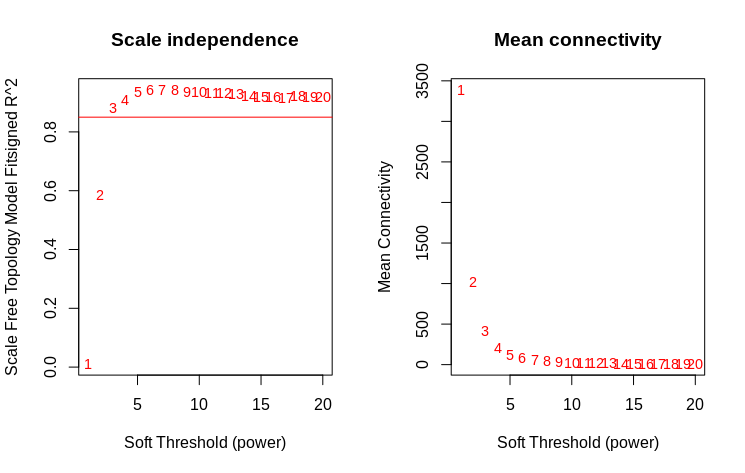 Scale independence
Scale Free Topology Model Fitsigned R^2
0.0 0.2 0.4 0.6 0.8
1 2 3 4 5 6 7 8 9 10 11 12 13 14 15 16 17 18 19 20
5 10 15 20
Soft Threshold (power)
Mean connectivity
Mean Connectivity
0 500 1500 2500 3500
1 2 3 4 5 6 7 8 9 10 11 12 13 14 15 16 17 18 19 20
5 10 15 20
Soft Threshold (power)